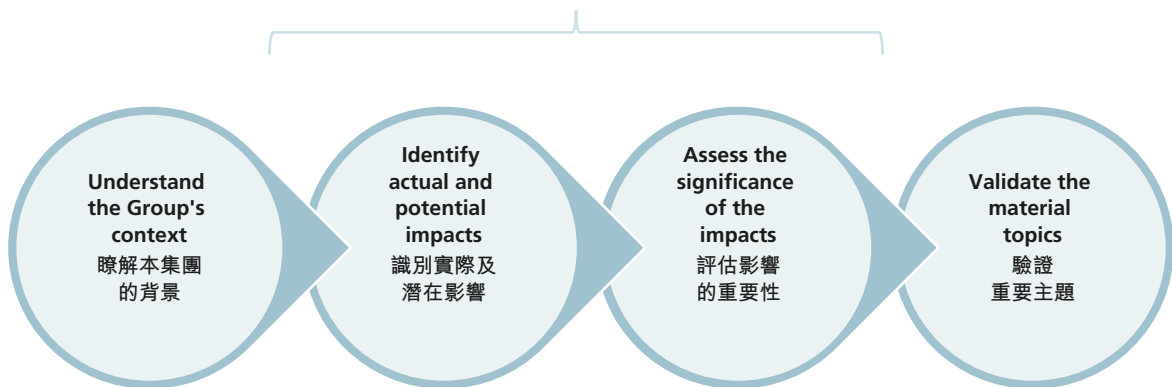 Understand
the Group's
context
瞭解本集團
的背景
Identify
actual and
potential
impacts
識別實際及
潛在影響
Assess the
significance
of the
impacts
評估影響
的重要性
Validate the
material
topics
驗證
重要主題